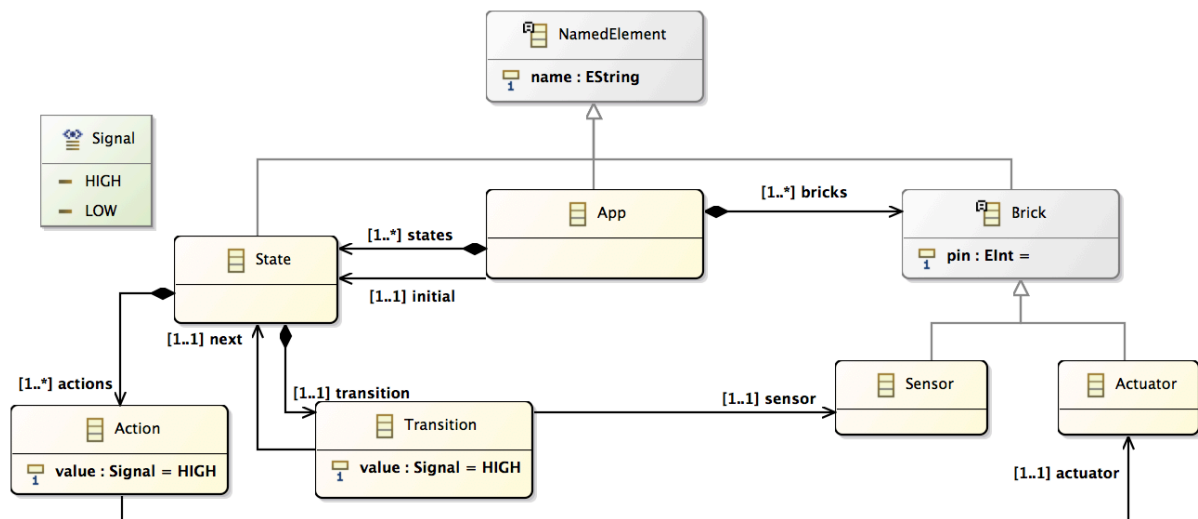 NamedElement
name : EString
Signal
HIGH
LOW
App
[1..*] bricks
Brick
pin : EInt =
[1..*] states
State
[1..1] initial
[1..1] next
[1..*] actions
[1..1] transition
[1..1] sensor
Sensor
Actuator
Action
value : Signal = HIGH
Transition
value : Signal = HIGH
[1..1] actuator